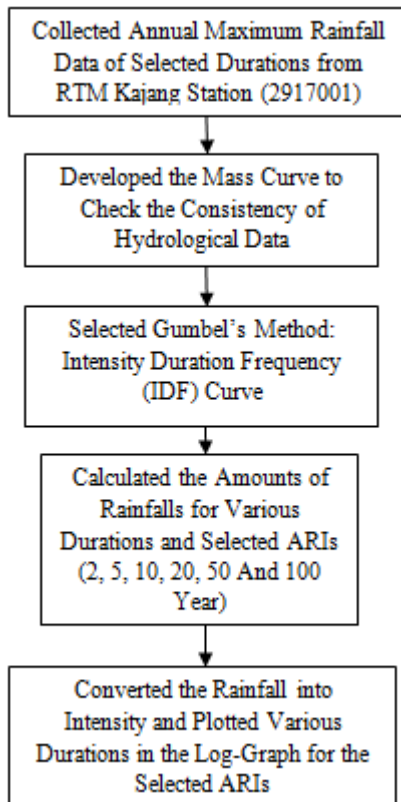 Collected Annual Maximum Rainfall
Data of Selected Durations from
RTM Kajang Station (2917001)
Developed the Mass Curve to
Check the Consistency of
Hydrological Data
Selected Gumbel's Method:
Intensity Duration Frequency
(IDF) Curve
Calculated the Amounts of
Rainfalls for Various
Durations and Selected ARIs
(2, 5, 10, 20, 50 And 100
Year)
Converted the Rainfall into
Intensity and Plotted Various
Durations in the Log-Graph for the
Selected ARIs